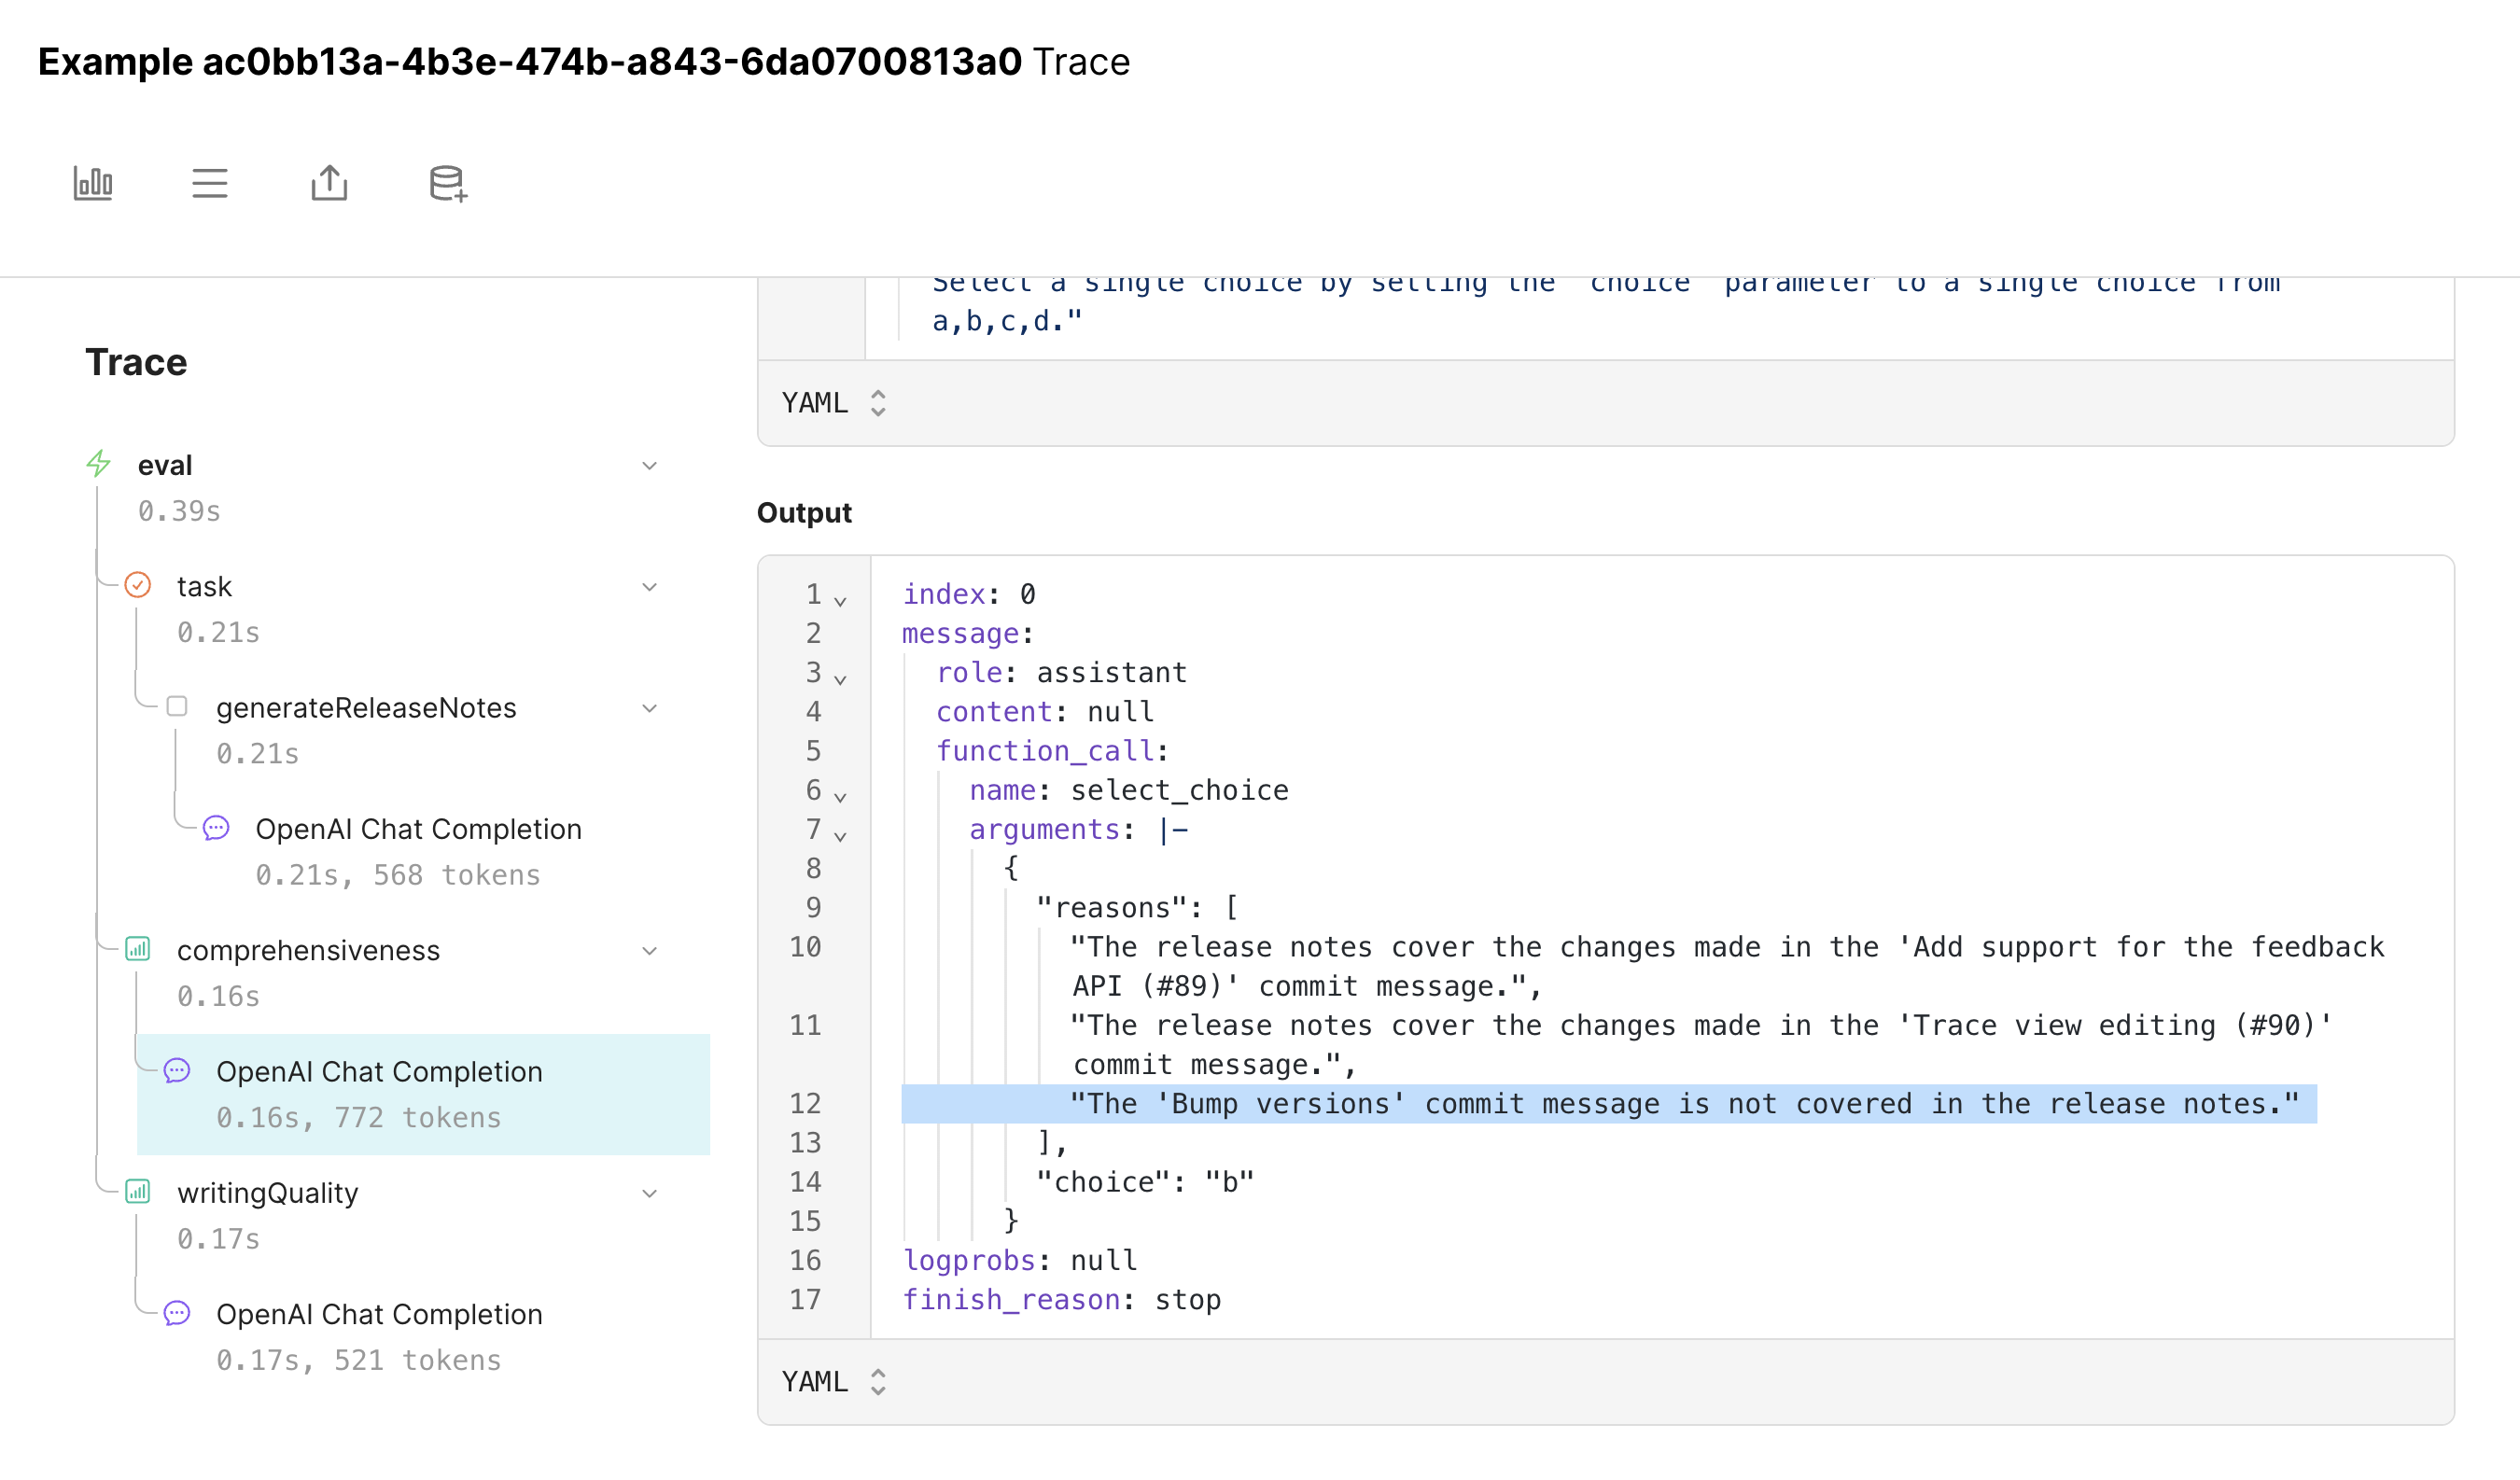 Example ac0bb13a-4b3e-474b-a843-6da0700813a0 Trace
Trace
eval
0.39s
task
0.21s
generateReleaseNotes
0.21s
OpenAI Chat Completion
0.21s, 568 tokens
comprehensiveness
0.16s
OpenAI Chat Completion
0.16s, 772 tokens
writingQuality
0.17s
OpenAI Chat Completion
0.17s, 521 tokens
Select a single choice by setting the `choice` parameter to a single choice from
a,b,c,d."
YAML
Output
1 index: 0
2 message:
3 role: assistant
4 content: null
5 function_call:
6 name: select_choice
7 arguments: |-
8 {
9 "reasons": [
10 "The release notes cover the changes made in the 'Add support for the feedback
API (#89)' commit message.",
11 "The release notes cover the changes made in the 'Trace view editing (#90)'
commit message.",
12 "The 'Bump versions' commit message is not covered in the release notes."
13 ],
14 "choice": "b"
15 }
16 logprobs: null
17 finish_reason: stop
YAML